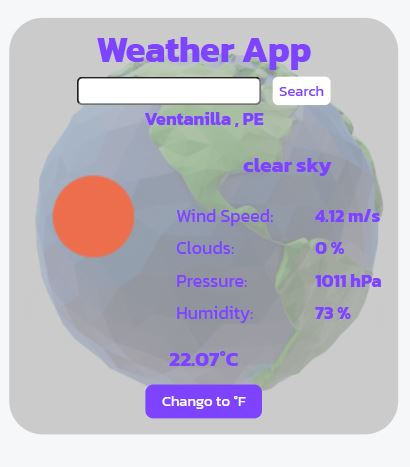 Weather App
Search
Ventanilla , PE
clear sky
Wind Speed: 4.12 m/s
Clouds: 0 %
Pressure: 1011 hPa
Humidity: 73 %
22.07°C
Chango to °F